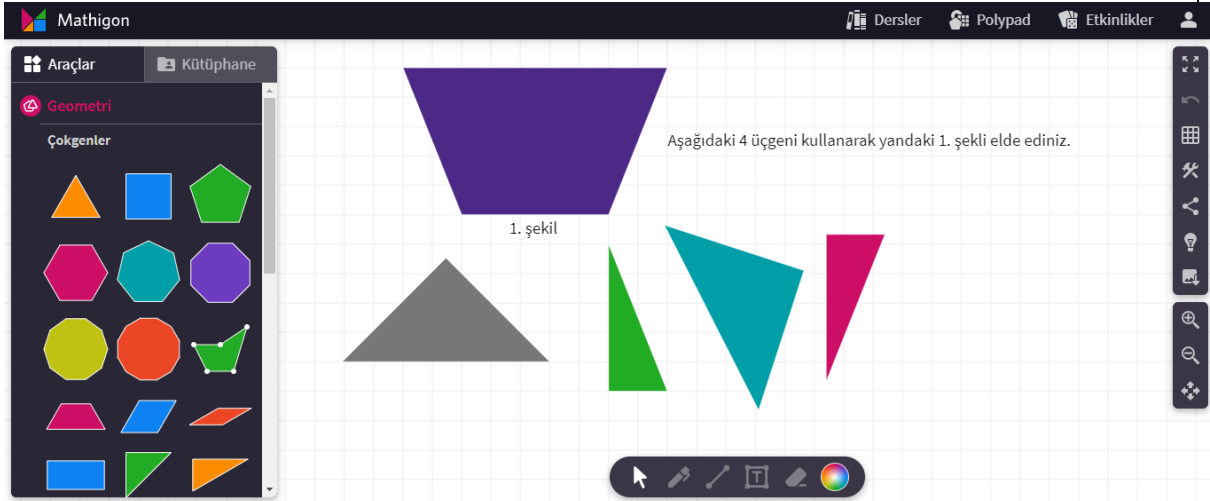 Mathigon
Dersler
Polypad
Etkinlikler
Araçlar
Kütüphane
Geometri
Çokgenler
Aşağıdaki 4 üçgeni kullanarak yandaki 1. şekli elde ediniz.
1. şekil
T